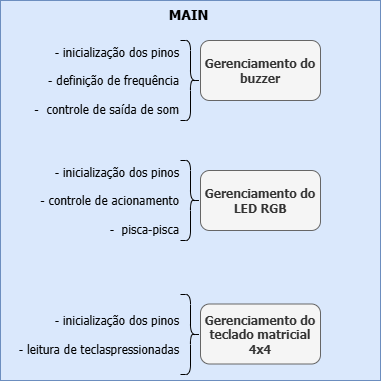 MAIN
- inicialização dos pinos
- definição de frequência
- controle de saída de som
Gerenciamento do
buzzer
- inicialização dos pinos
- controle de acionamento
- pisca-pisca
Gerenciamento do
LED RGB
- inicialização dos pinos
- leitura de teclaspressionadas
Gerenciamento do
teclado matricial
4x4